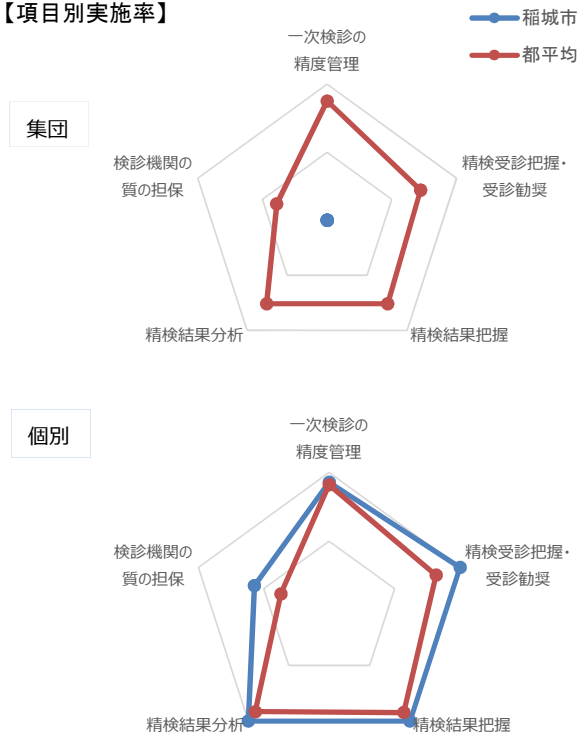 【項目別実施率】
稲城市
都平均
集団
一次検診の
精度管理
検診機関の
質の担保
精検受診把握・
受診勧奨
精検結果分析
精検結果把握
個別
一次検診の
精度管理
検診機関の
質の担保
精検受診把握・
受診勧奨
精検結果分析
精検結果把握